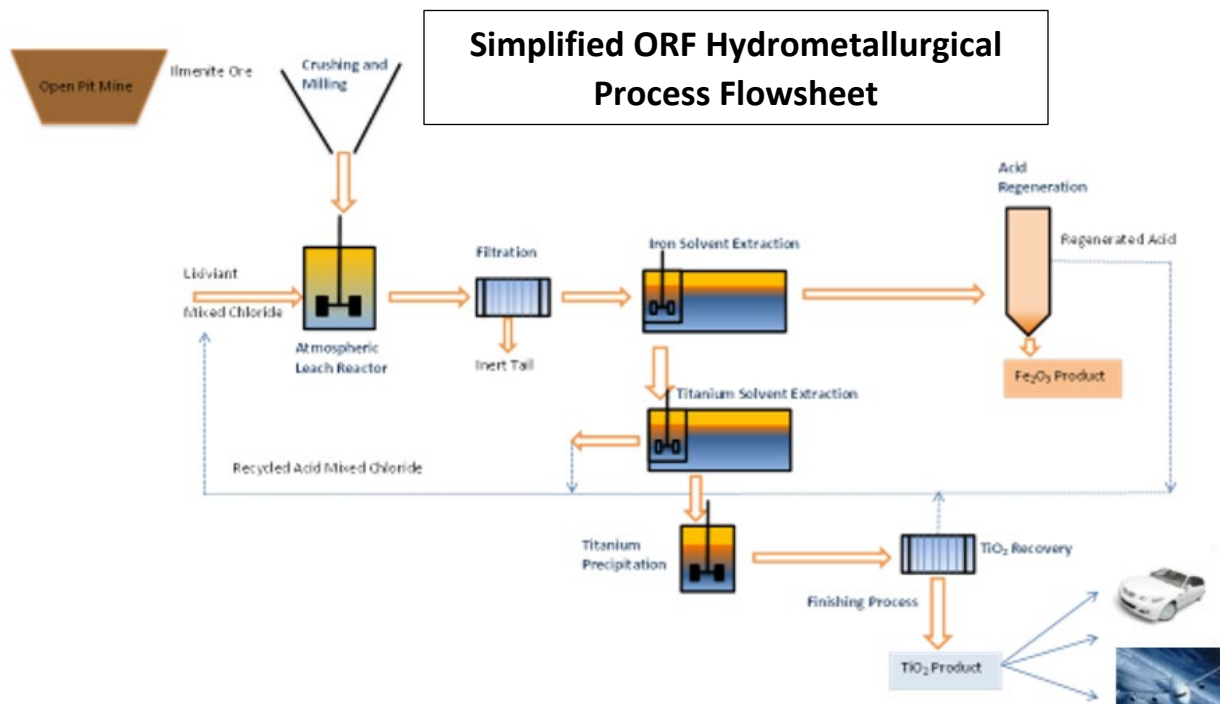 Simplified ORF Hydrometallurgical
Process Flowsheet
Open Pit Mine
Ilmenite Ore
Crushing and
Milling
Acid
Regeneration
Regenerated Acid
Iron Solvent Extraction
Filtration
Lixiviant
Mixed Chloride
Atmospheric
Leach Reactor
Inert Tail
Fe₂O₃ Product
Titanium Solvent Extraction
Recycled Acid Mixed Chloride
Titanium
Precipitation
TiO₂ Recovery
Finishing Process
TiO₂ Product